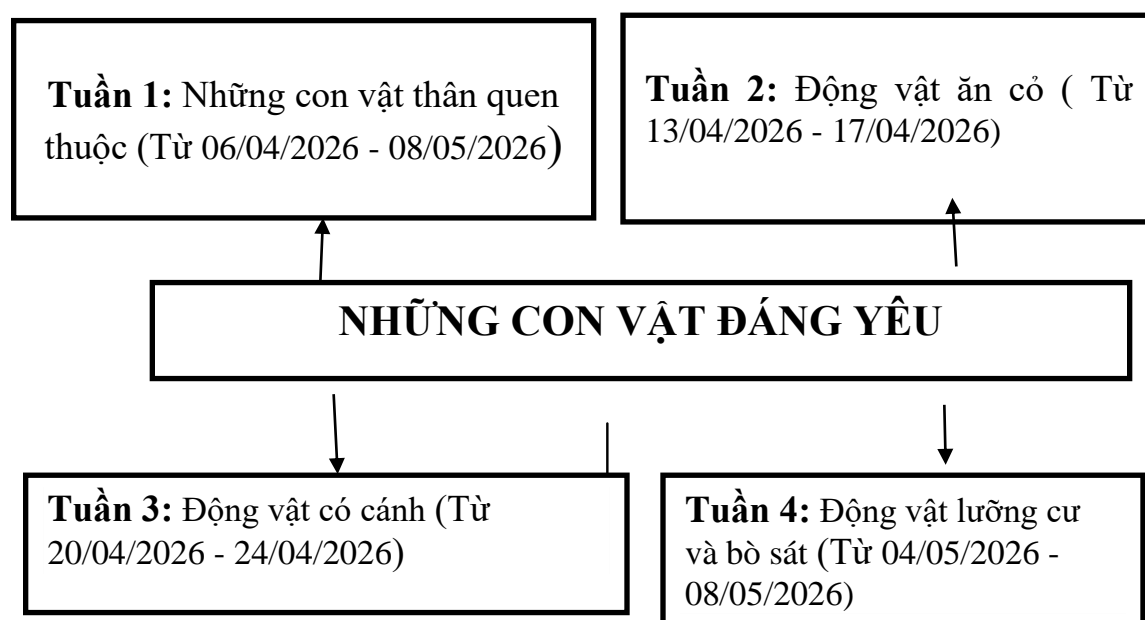 Tuần 1: Những con vật thân quen
thuộc (Từ 06/04/2026 - 08/05/2026)
Tuần 2: Động vật ăn cỏ ( Từ
13/04/2026 - 17/04/2026)
NHỮNG CON VẬT ĐÁNG YÊU
Tuần 3: Động vật có cánh (Từ
20/04/2026 - 24/04/2026)
Tuần 4: Động vật lưỡng cư
và bò sát (Từ 04/05/2026 -
08/05/2026)